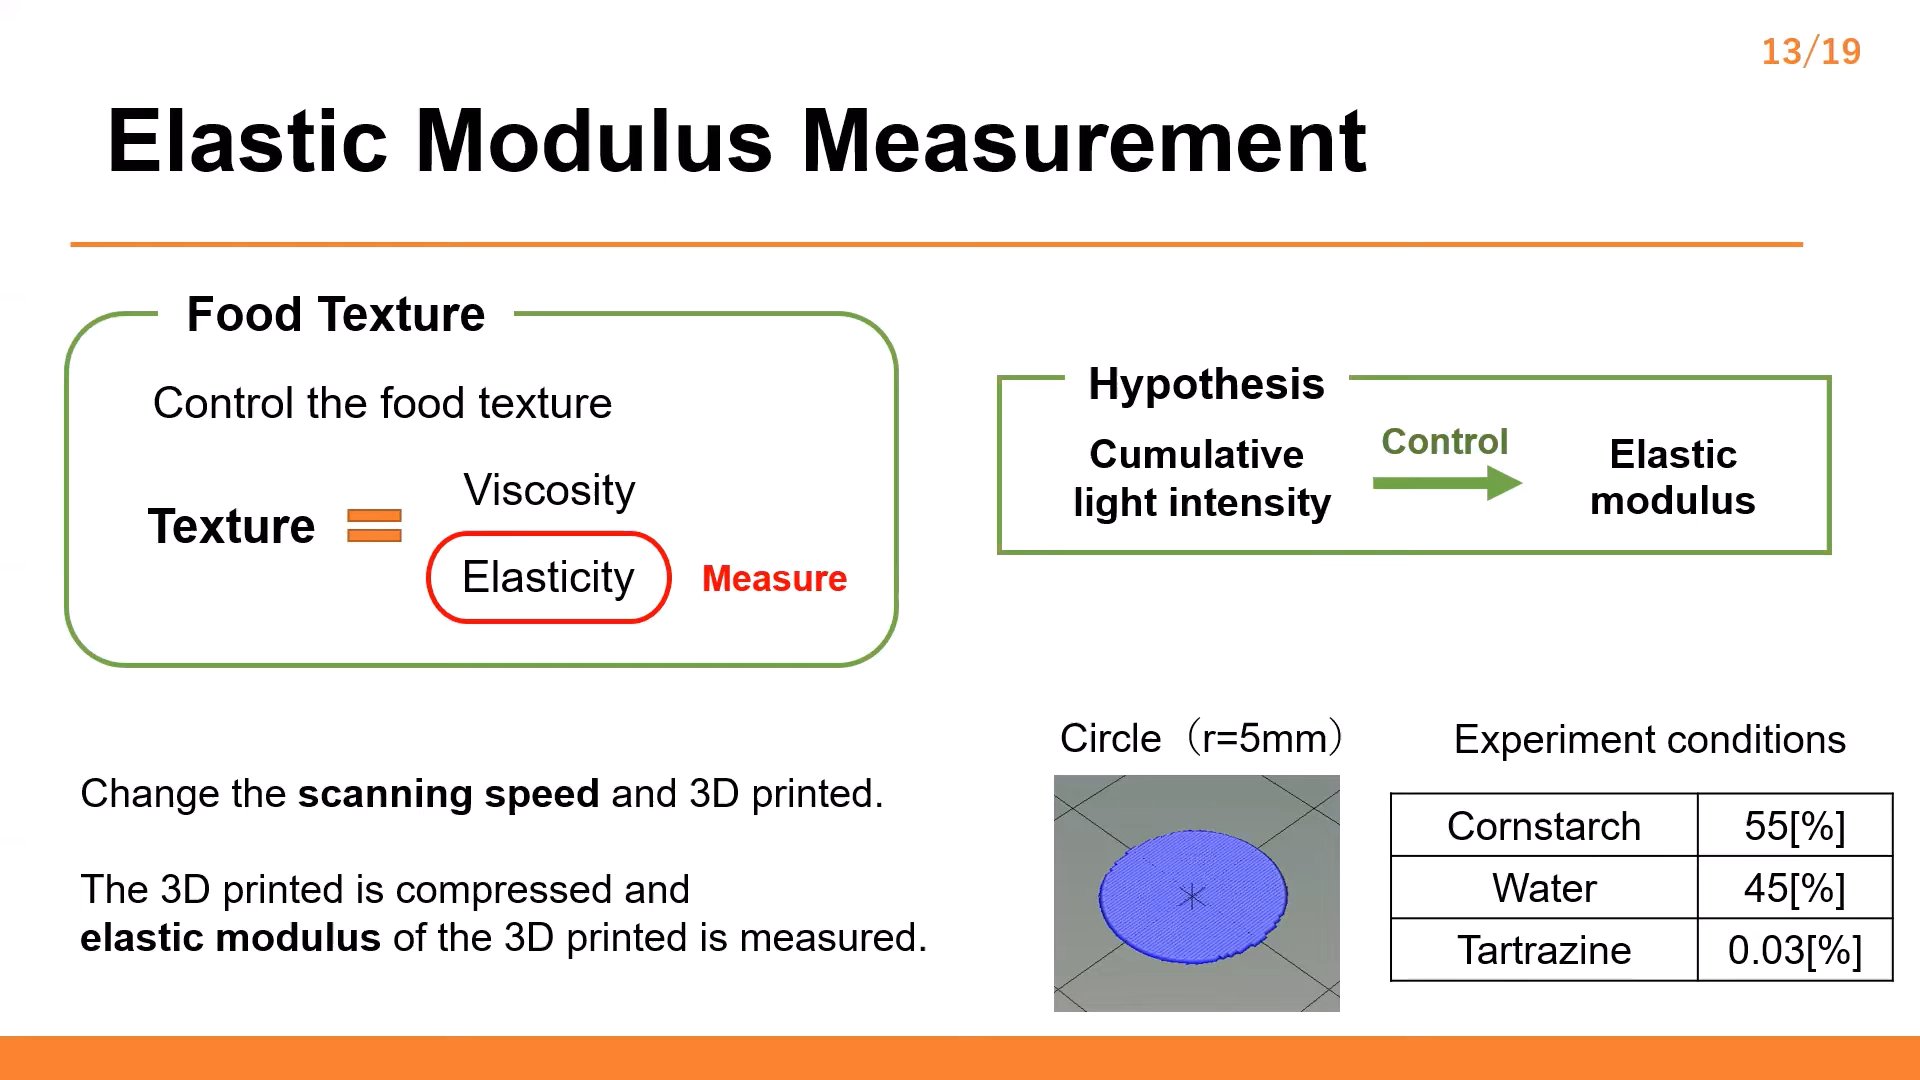 13/19
Elastic Modulus Measurement
Food Texture
Control the food texture
Texture
Viscosity
Elasticity
Measure
Hypothesis
Cumulative
light intensity
Control
Elastic
modulus
Change the scanning speed and 3D printed.
The 3D printed is compressed and
elastic modulus of the 3D printed is measured.
Circle（r=5mm）
Experiment conditions
Cornstarch 55[%]
Water 45[%]
Tartrazine 0.03[%]